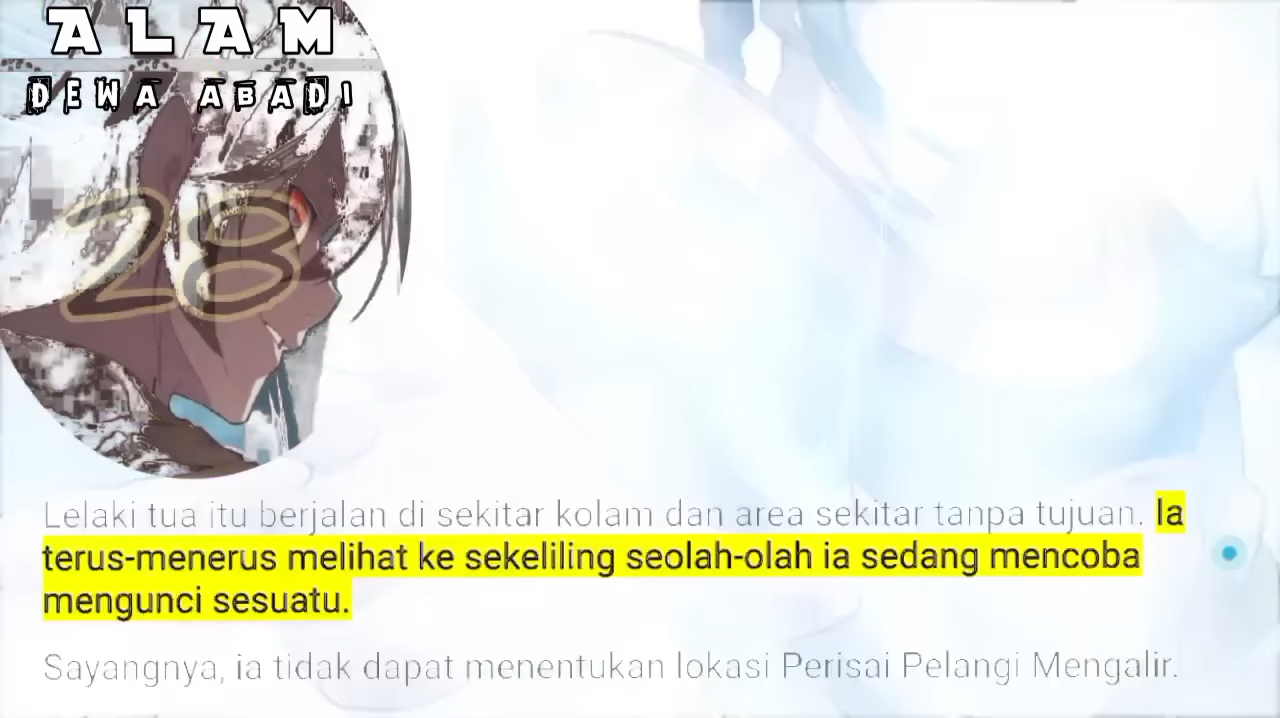 ALAM
DEWA ABADI
28
Lelaki tua itu berjalan di sekitar kolam dan area sekitar tanpa tujuan. Ia
terus-menerus melihat ke sekeliling seolah-olah ia sedang mencoba
mengunci sesuatu.
Sayangnya, ia tidak dapat menentukan lokasi Perisai Pelangi Mengalir.